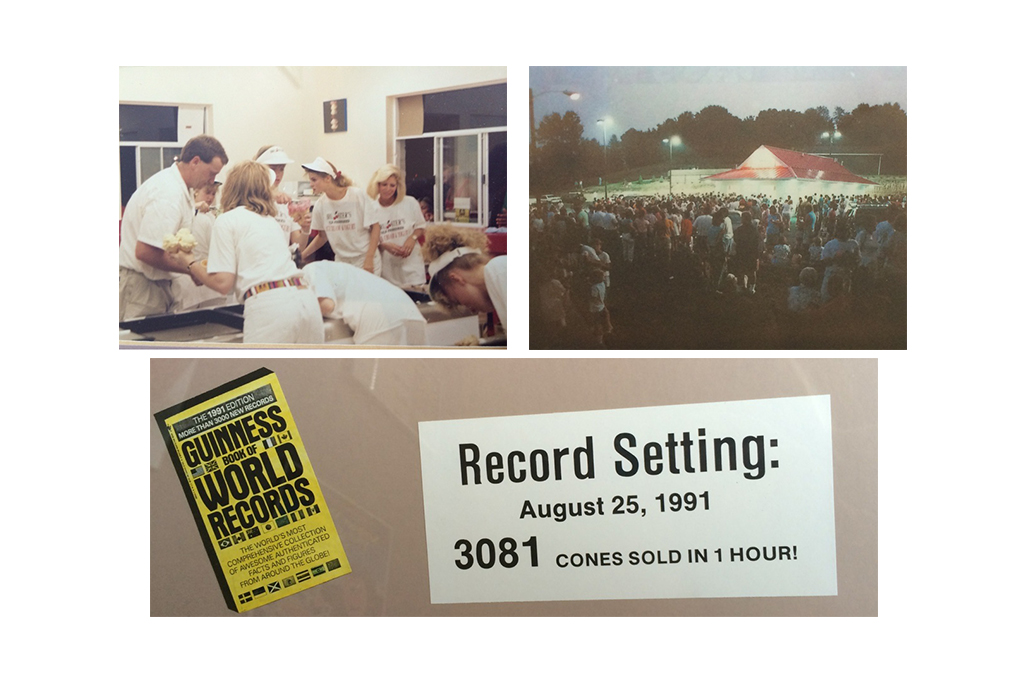 THE 1991 EDITION
MORE THAN 3000 NEW RECORDS
GUINNESS
BOOK OF
WORLD
RECORDS
THE WORLD'S MOST
COMPREHENSIVE COLLECTION
OF AWESOME AUTHENTICATED
FACTS AND FIGURES
FROM AROUND THE GLOBE!
Record Setting:
August 25, 1991
3081 CONES SOLD IN 1 HOUR!